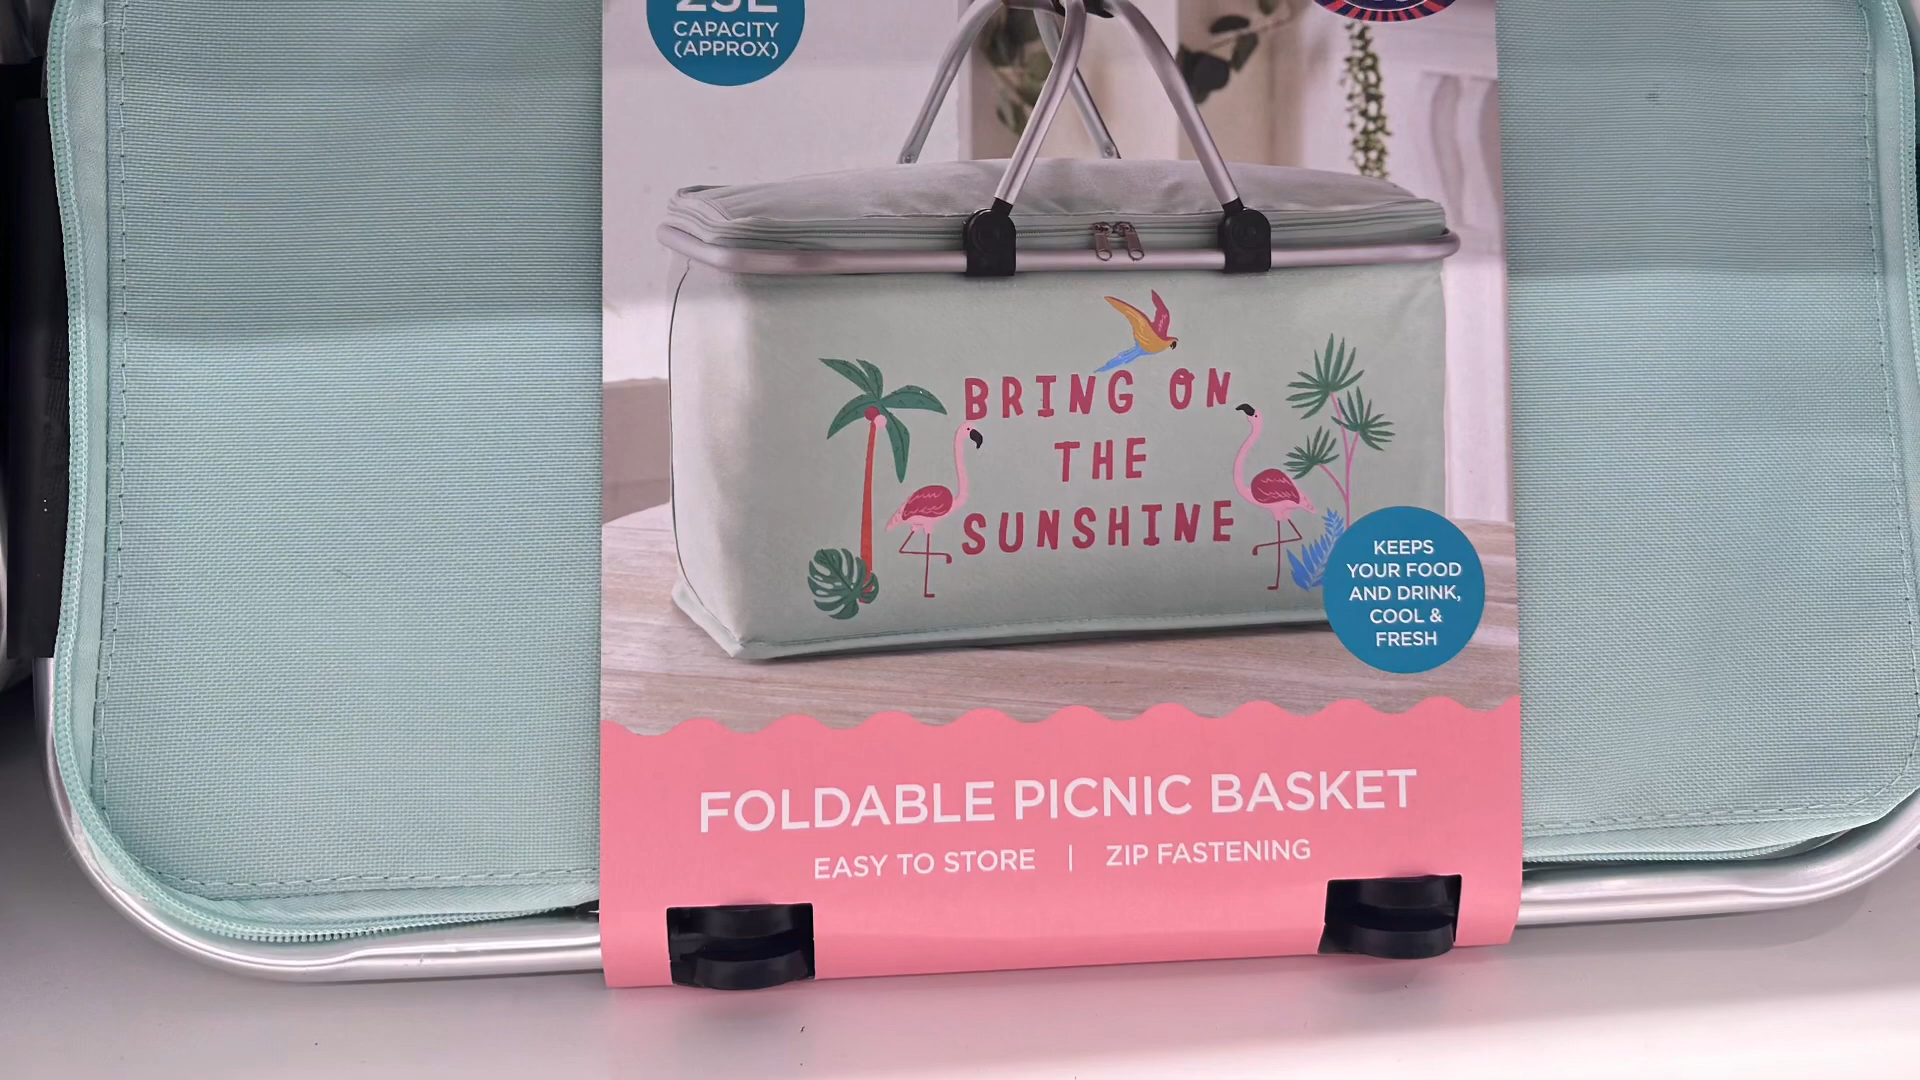 CAPACITY
(APPROX)
BRING ON
THE
SUNSHINE
KEEPS
YOUR FOOD
AND DRINK,
COOL &
FRESH
FOLDABLE PICNIC BASKET
EASY TO STORE | ZIP FASTENING